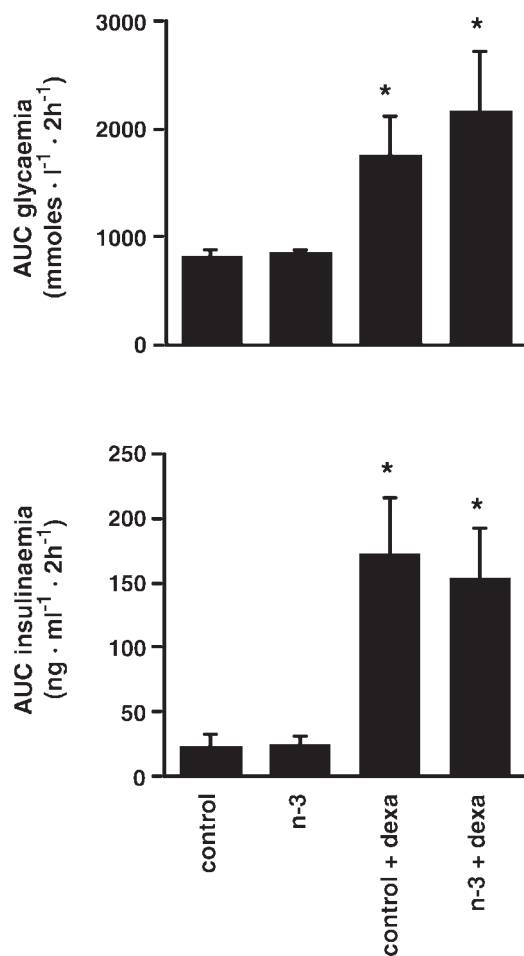 AUC glycaemia
(mmoles · l⁻¹ · 2h⁻¹)
3000
2000
1000
0
*
*
AUC insulinaemia
(ng · ml⁻¹ · 2h⁻¹)
250
200
150
100
50
0
*
*
control
n-3
control + dexa
n-3 + dexa